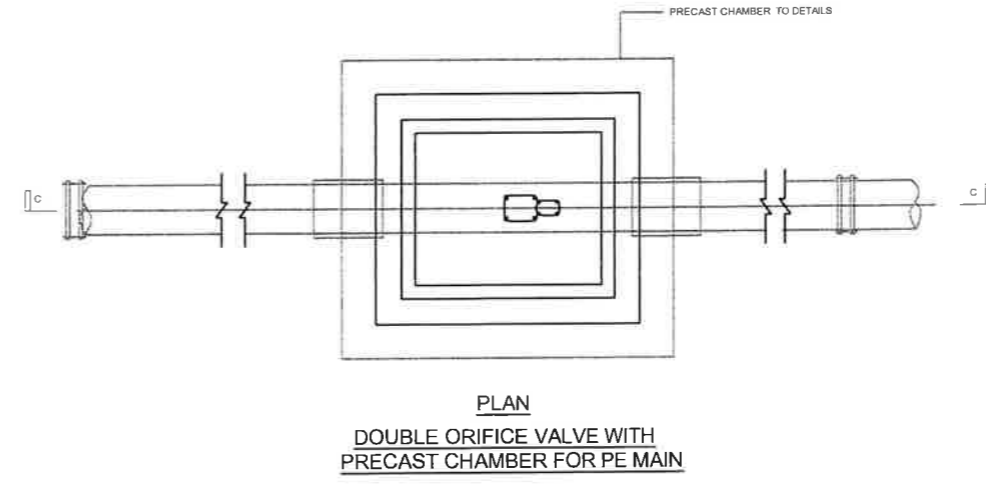 PRECAST CHAMBER TO DETAILS
C
C
PLAN
DOUBLE ORIFICE VALVE WITH
PRECAST CHAMBER FOR PE MAIN